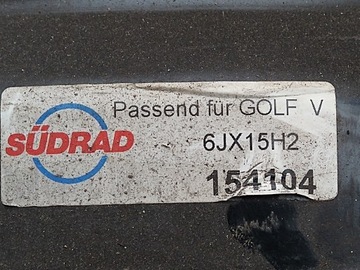 Passend für GOLF V
SÜDRAD
6JX15H2
154104